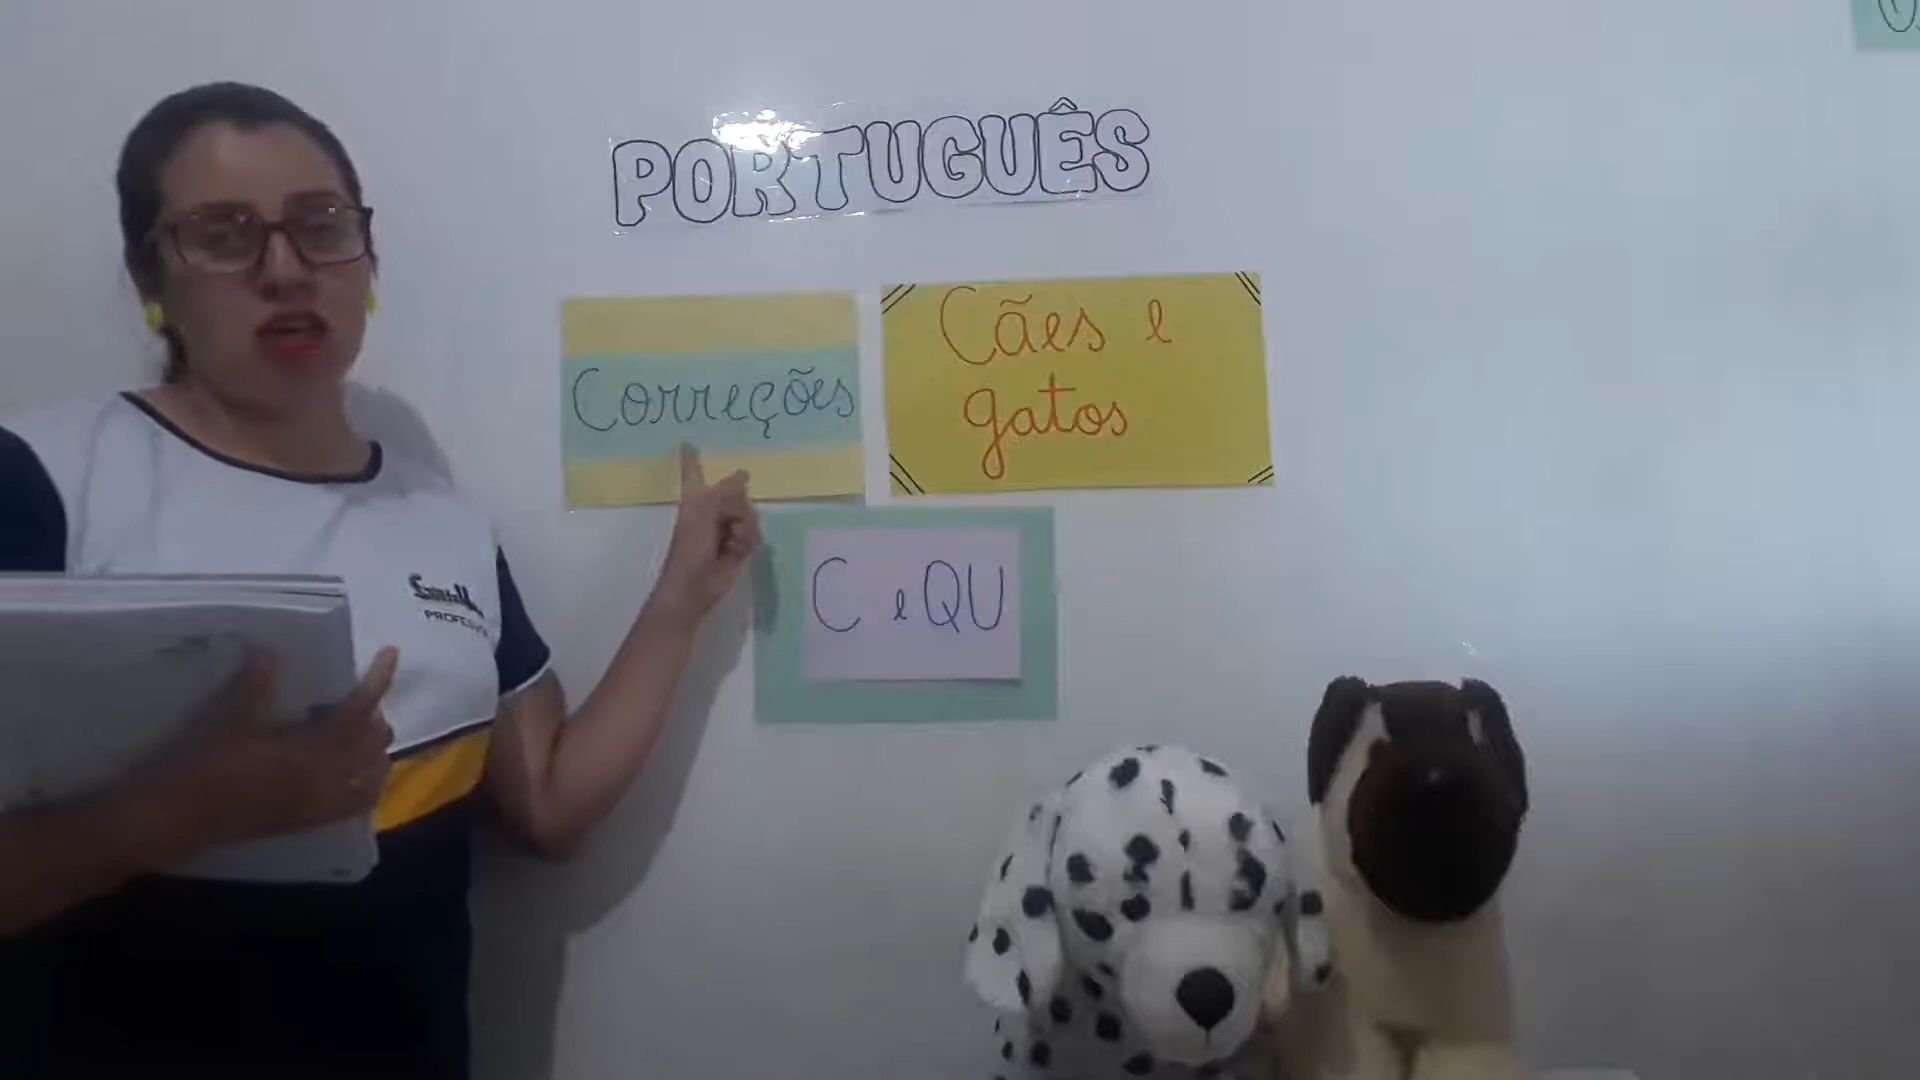 PORTUGUÊS
Correções
Cães e
gatos
C e QU